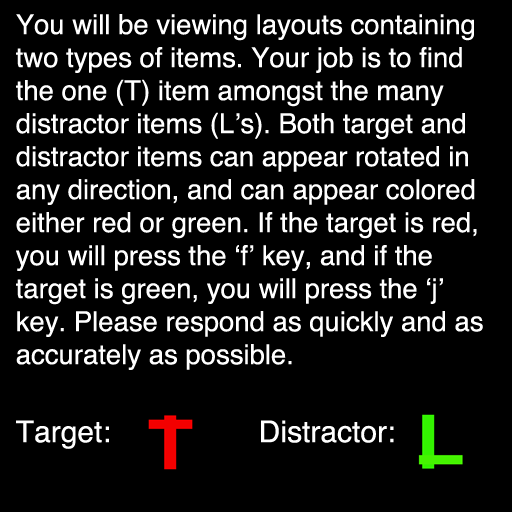 You will be viewing layouts containing
two types of items. Your job is to find
the one (T) item amongst the many
distractor items (L’s). Both target and
distractor items can appear rotated in
any direction, and can appear colored
either red or green. If the target is red,
you will press the ‘f’ key, and if the
target is green, you will press the ‘j’
key. Please respond as quickly and as
accurately as possible.
Target: T Distractor: L